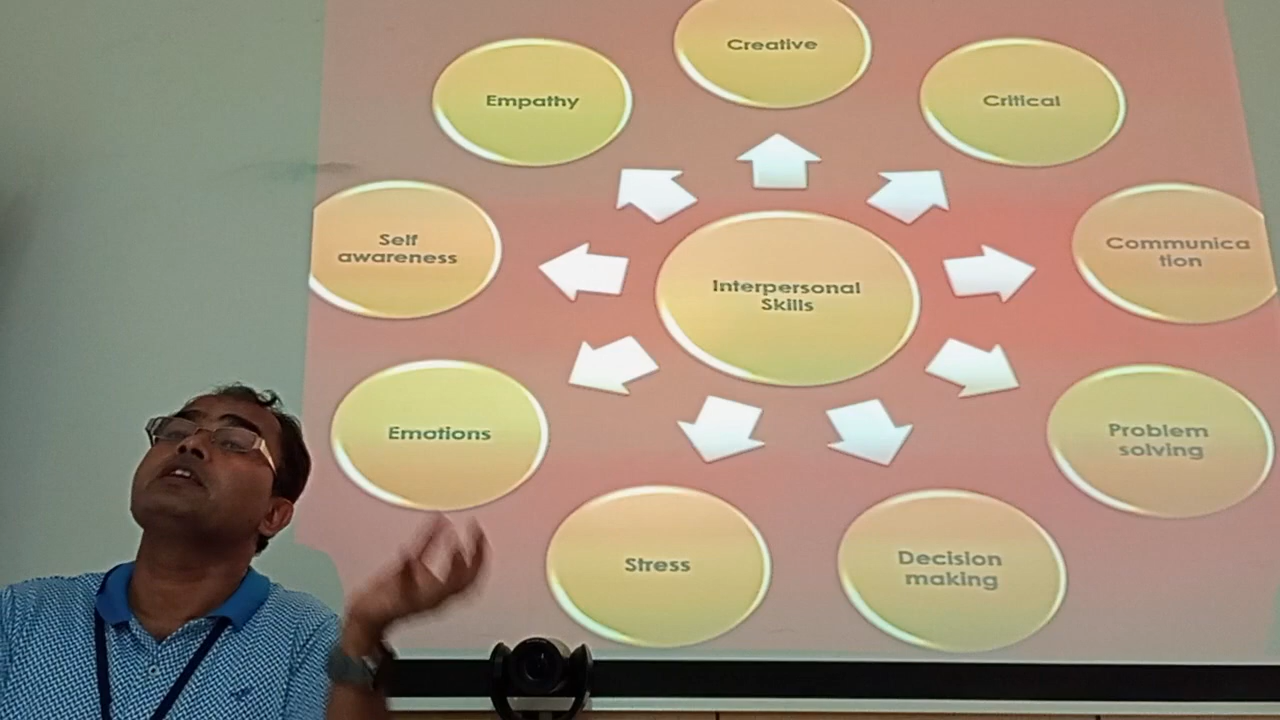 Creative
Empathy
Critical
Self
awareness
Communica
tion
Interpersonal
Skills
Emotions
Problem
solving
Stress
Decision
making